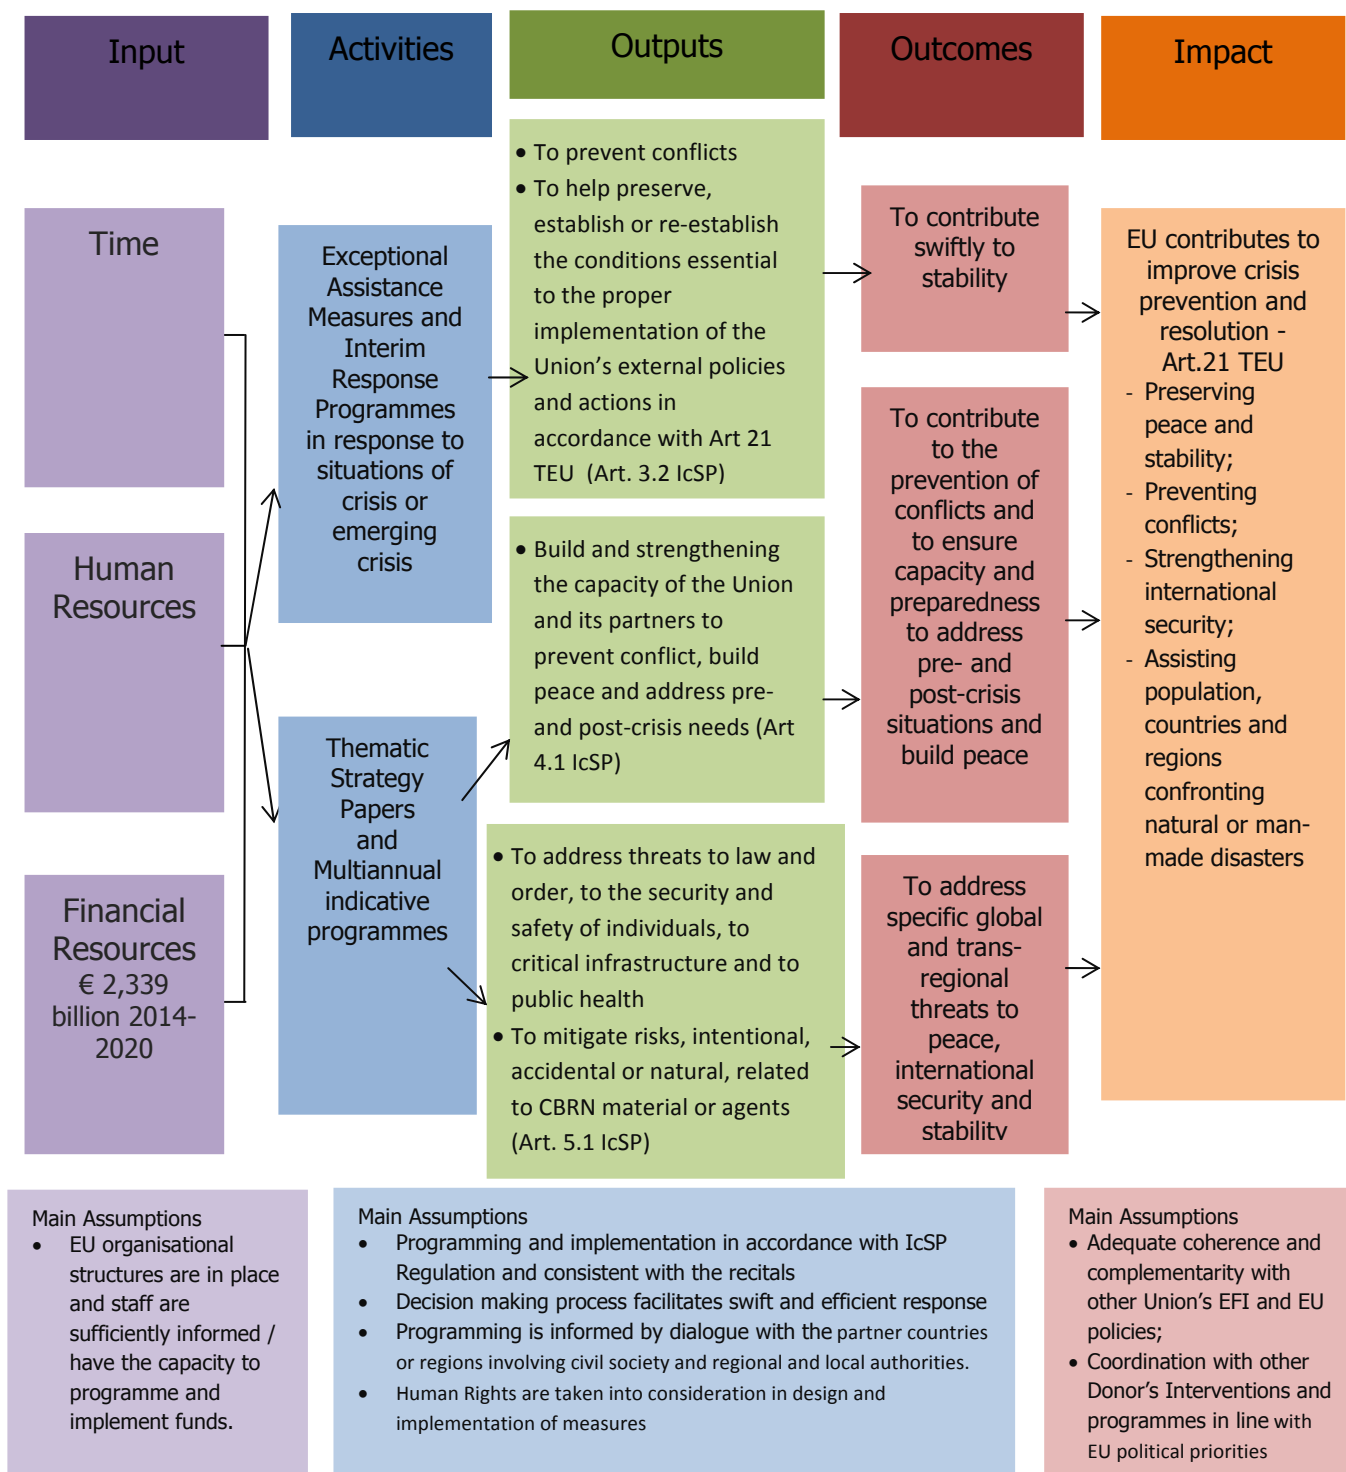 Input
Activities
Outputs
Outcomes
Impact
Time
Human
Resources
Financial
Resources
€ 2,339
billion 2014-
2020
Exceptional
Assistance
Measures and
Interim
Response
Programmes
in response to
situations of
crisis or
emerging
crisis
Thematic
Strategy
Papers
and
Multiannual
indicative
programmes
• To prevent conflicts
• To help preserve,
establish or re-establish
the conditions essential
to the proper
implementation of the
Union’s external policies
and actions in
accordance with Art 21
TEU (Art. 3.2 IcSP)
• Build and strengthening
the capacity of the Union
and its partners to
prevent conflict, build
peace and address pre-
and post-crisis needs (Art
4.1 IcSP)
• To address threats to law and
order, to the security and
safety of individuals, to
critical infrastructure and to
public health
• To mitigate risks, intentional,
accidental or natural, related
to CBRN material or agents
(Art. 5.1 IcSP)
To contribute
swiftly to
stability
To contribute
to the
prevention of
conflicts and
to ensure
capacity and
preparedness
to address
pre- and
post-crisis
situations and
build peace
To address
specific global
and trans-
regional
threats to
peace,
international
security and
stability
EU contributes to
improve crisis
prevention and
resolution -
Art.21 TEU
- Preserving
peace and
stability;
- Preventing
conflicts;
- Strengthening
international
security;
- Assisting
population,
countries and
regions
confronting
natural or man-
made disasters
Main Assumptions
• EU organisational
structures are in place
and staff are
sufficiently informed /
have the capacity to
programme and
implement funds.
Main Assumptions
• Programming and implementation in accordance with IcSP
Regulation and consistent with the recitals
• Decision making process facilitates swift and efficient response
• Programming is informed by dialogue with the partner countries
or regions involving civil society and regional and local authorities.
• Human Rights are taken into consideration in design and
implementation of measures
Main Assumptions
• Adequate coherence and
complementarity with
other Union’s EFI and EU
policies;
• Coordination with other
Donor’s Interventions and
programmes in line with
EU political priorities